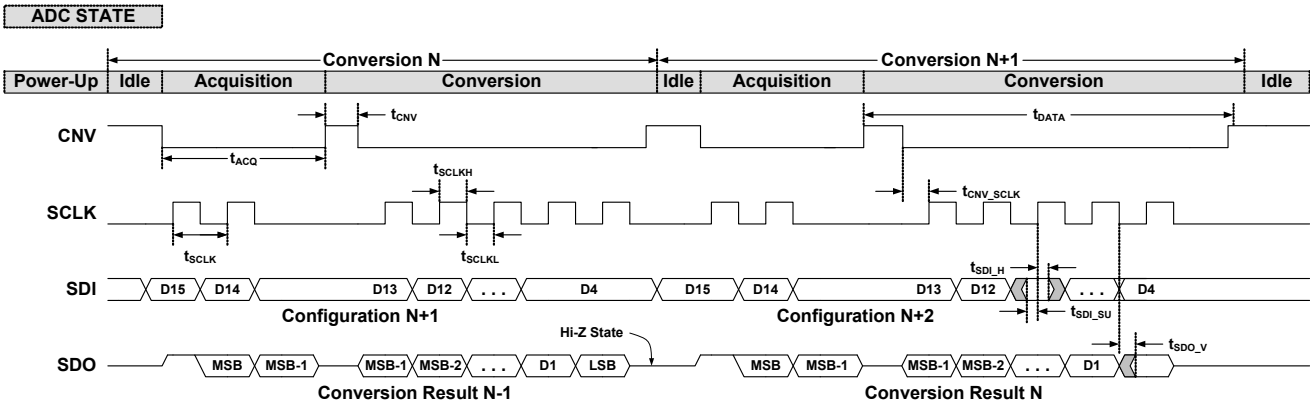 ADC STATE
Conversion N Conversion N+1
Power-Up Idle Acquisition Conversion Idle Acquisition Conversion Idle
CNV tCNV tDATA
tACQ
tSCLKH
SCLK tCNV_SCLK
tSCLK tSCLKL
tSDI_H
SDI D15 D14 D13 D12 . . . D4 D15 D14 D13 D12 . . . D4
Configuration N+1 Configuration N+2 tSDI_SU
Hi-Z State tSDO_V
SDO MSB MSB-1 MSB-1 MSB-2 . . . D1 LSB MSB MSB-1 MSB-1 MSB-2 . . . D1
Conversion Result N-1 Conversion Result N